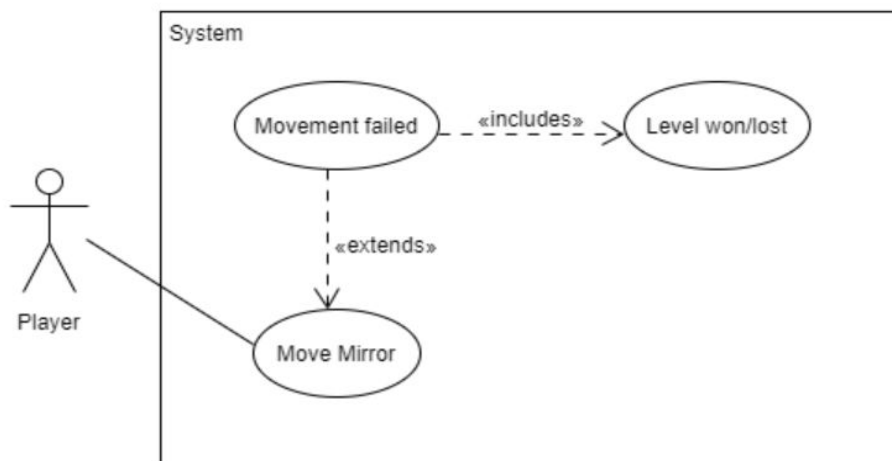 System
Movement failed
«includes»
Level won/lost
«extends»
Player
Move Mirror